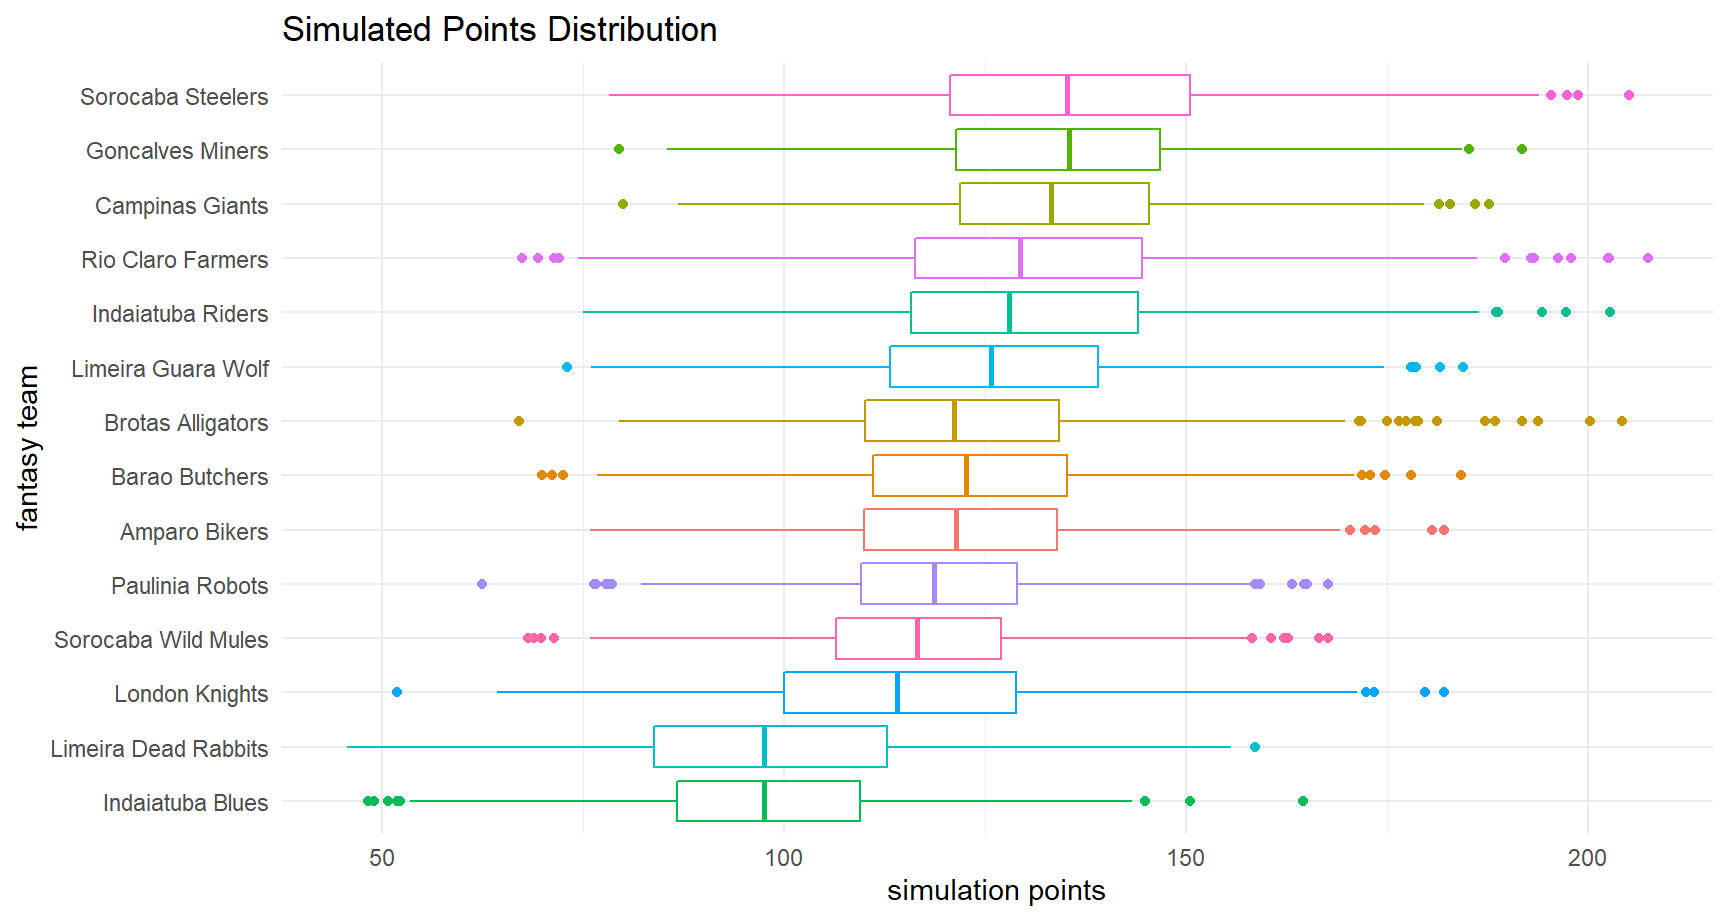 Simulated Points Distribution
fantasy team
Sorocaba Steelers
Goncalves Miners
Campinas Giants
Rio Claro Farmers
Indaiatuba Riders
Limeira Guara Wolf
Brotas Alligators
Barao Butchers
Amparo Bikers
Paulinia Robots
Sorocaba Wild Mules
London Knights
Limeira Dead Rabbits
Indaiatuba Blues
50 100 150 200
simulation points